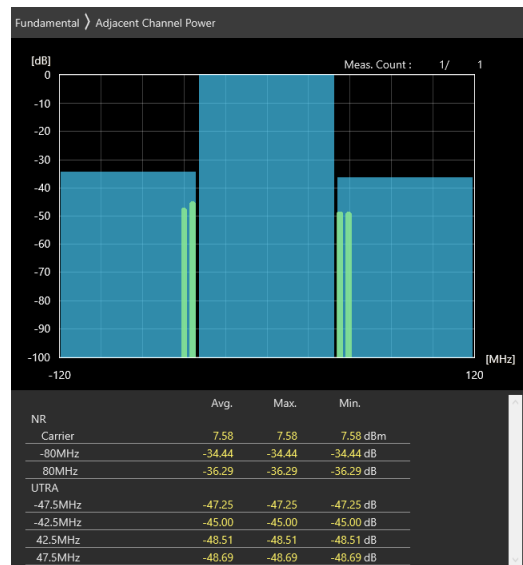 Fundamental ❭ Adjacent Channel Power
[dB]
Meas. Count : 1/ 1
0
-10
-20
-30
-40
-50
-60
-70
-80
-90
-100
[MHz]
-120 120
Avg. Max. Min.
NR
Carrier 7.58 7.58 7.58 dBm
-80MHz -34.44 -34.44 -34.44 dB
80MHz -36.29 -36.29 -36.29 dB
UTRA
-47.5MHz -47.25 -47.25 -47.25 dB
-42.5MHz -45.00 -45.00 -45.00 dB
42.5MHz -48.51 -48.51 -48.51 dB
47.5MHz -48.69 -48.69 -48.69 dB